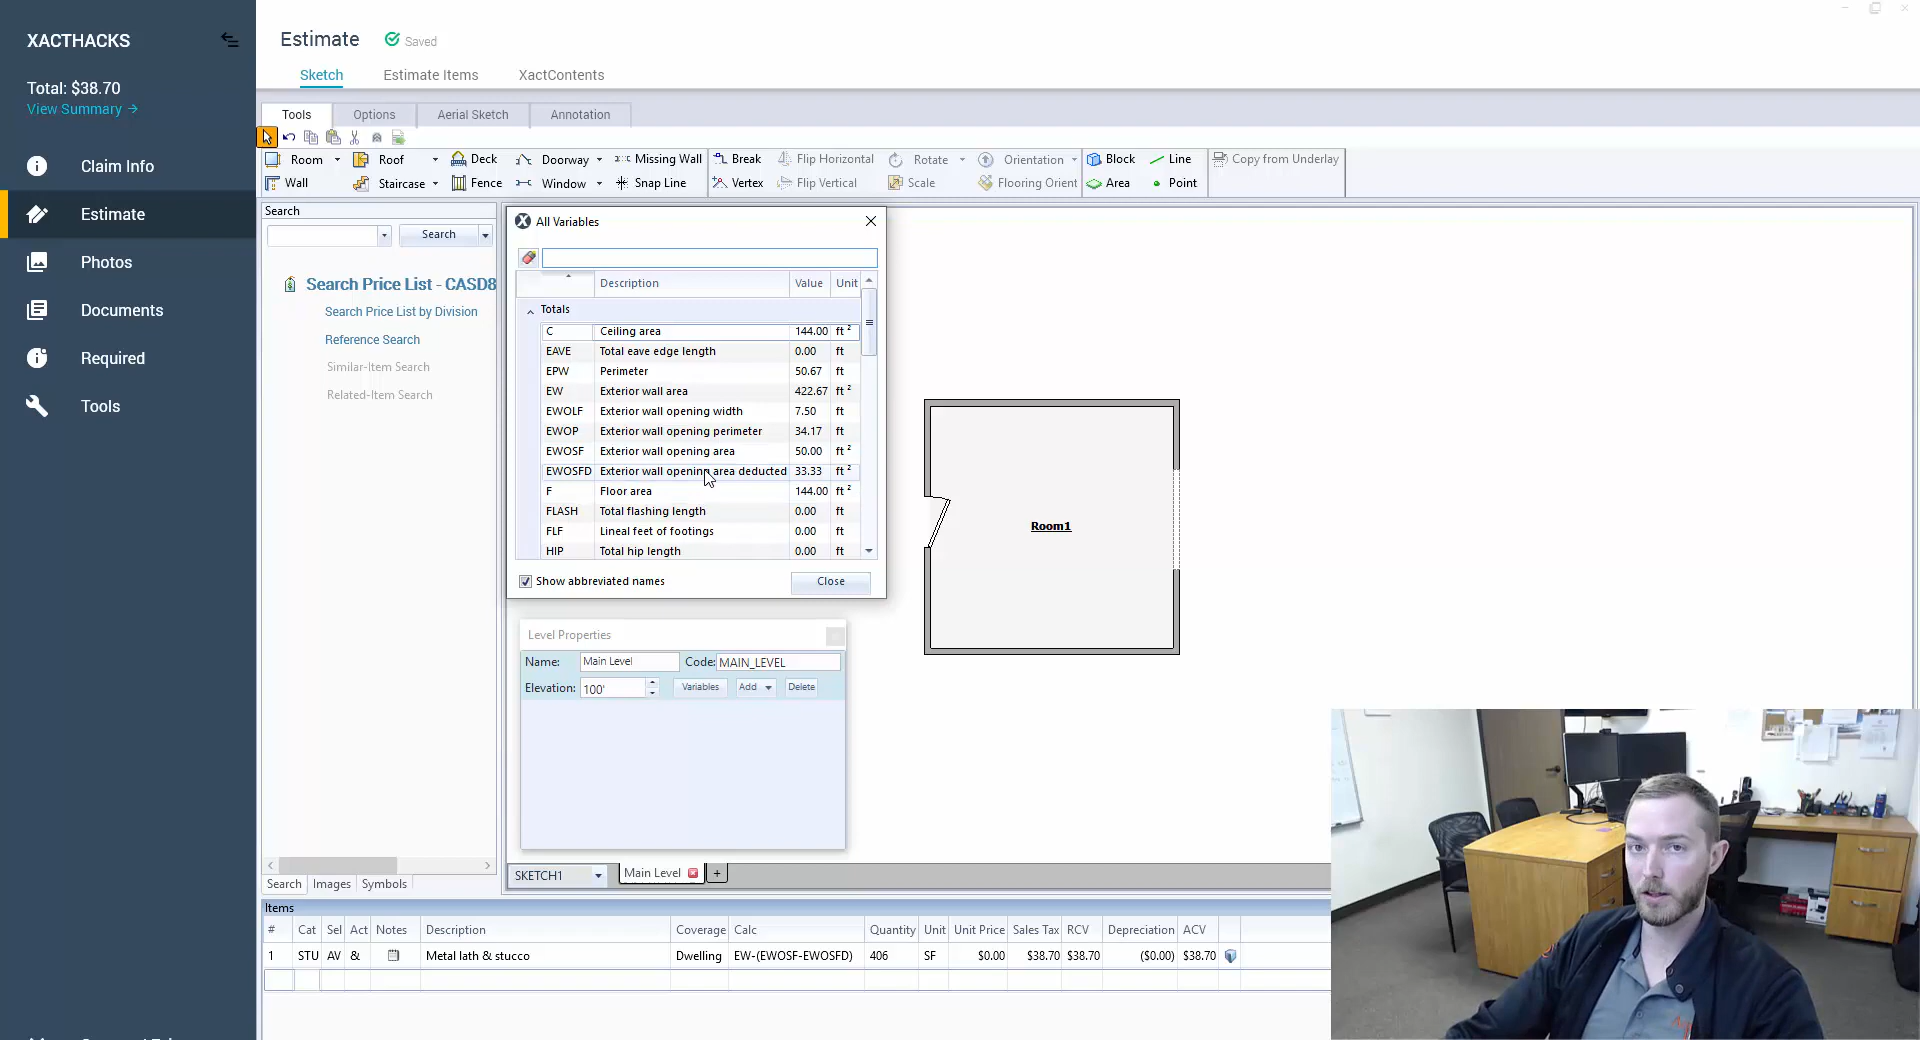 XACTHACKS
Total: $38.70
View Summary →
Claim Info
Estimate
Photos
Documents
Required
Tools
Estimate
Saved
Sketch
Estimate Items
XactContents
Tools
Options
Aerial Sketch
Annotation
Room
Roof
Deck
Doorway
Missing Wall
Break
Flip Horizontal
Rotate
Orientation
Block
Line
Copy from Underlay
Wall
Staircase
Fence
Window
Snap Line
Vertex
Flip Vertical
Scale
Flooring Orient
Area
Point
Search
Search
Search Price List - CASD8
Search Price List by Division
Reference Search
Similar-Item Search
Related-Item Search
Search
Images
Symbols
All Variables
Description Value Unit
Totals
C Ceiling area 144.00 ft ²
EAVE Total eave edge length 0.00 ft
EPW Perimeter 50.67 ft
EW Exterior wall area 422.67 ft ²
EWOLF Exterior wall opening width 7.50 ft
EWOP Exterior wall opening perimeter 34.17 ft
EWOSF Exterior wall opening area 50.00 ft ²
EWOSFD Exterior wall opening area deducted 33.33 ft ²
F Floor area 144.00 ft ²
FLASH Total flashing length 0.00 ft
FLF Lineal feet of footings 0.00 ft
HIP Total hip length 0.00 ft
Show abbreviated names
Close
Level Properties
Name: Main Level Code: MAIN_LEVEL
Elevation: 100' Variables Add Delete
Room1
SKETCH1
Main Level
+
Items
# Cat Sel Act Notes Description Coverage Calc Quantity Unit Unit Price Sales Tax RCV Depreciation ACV
1 STU AV & Metal lath & stucco Dwelling EW-(EWOSF-EWOSFD) 406 SF $0.00 $38.70 $38.70 ($0.00) $38.70